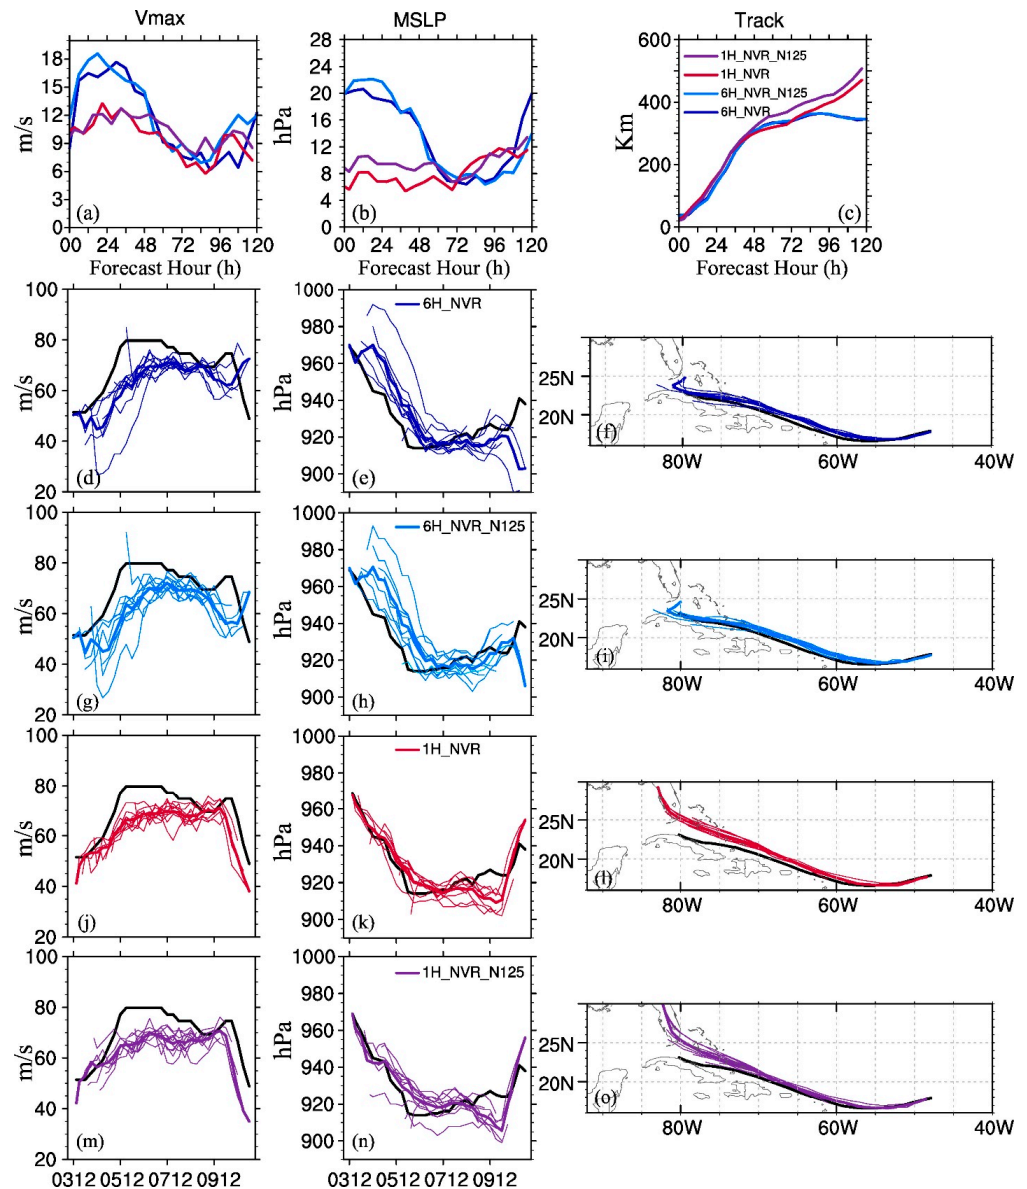 Vmax
MSLP
Track
m/s
18
15
12
9
6
3
0
(a)
00 24 48 72 96 120
Forecast Hour (h)
hPa
28
24
20
16
12
8
4
0
(b)
00 24 48 72 96 120
Forecast Hour (h)
Km
600
400
200
0
1H_NVR_N125
1H_NVR
6H_NVR_N125
6H_NVR
(c)
00 24 48 72 96 120
Forecast Hour (h)
m/s
100
80
60
40
20
(d)
hPa
1000
980
960
940
920
900
6H_NVR
(e)
25N
20N
(f)
80W 60W 40W
m/s
100
80
60
40
20
(g)
hPa
1000
980
960
940
920
900
6H_NVR_N125
(h)
25N
20N
(i)
80W 60W 40W
m/s
100
80
60
40
20
(j)
hPa
1000
980
960
940
920
900
1H_NVR
(k)
25N
20N
(l)
80W 60W 40W
m/s
100
80
60
40
20
(m)
0312 0512 0712 0912
hPa
1000
980
960
940
920
900
1H_NVR_N125
(n)
0312 0512 0712 0912
25N
20N
(o)
80W 60W 40W